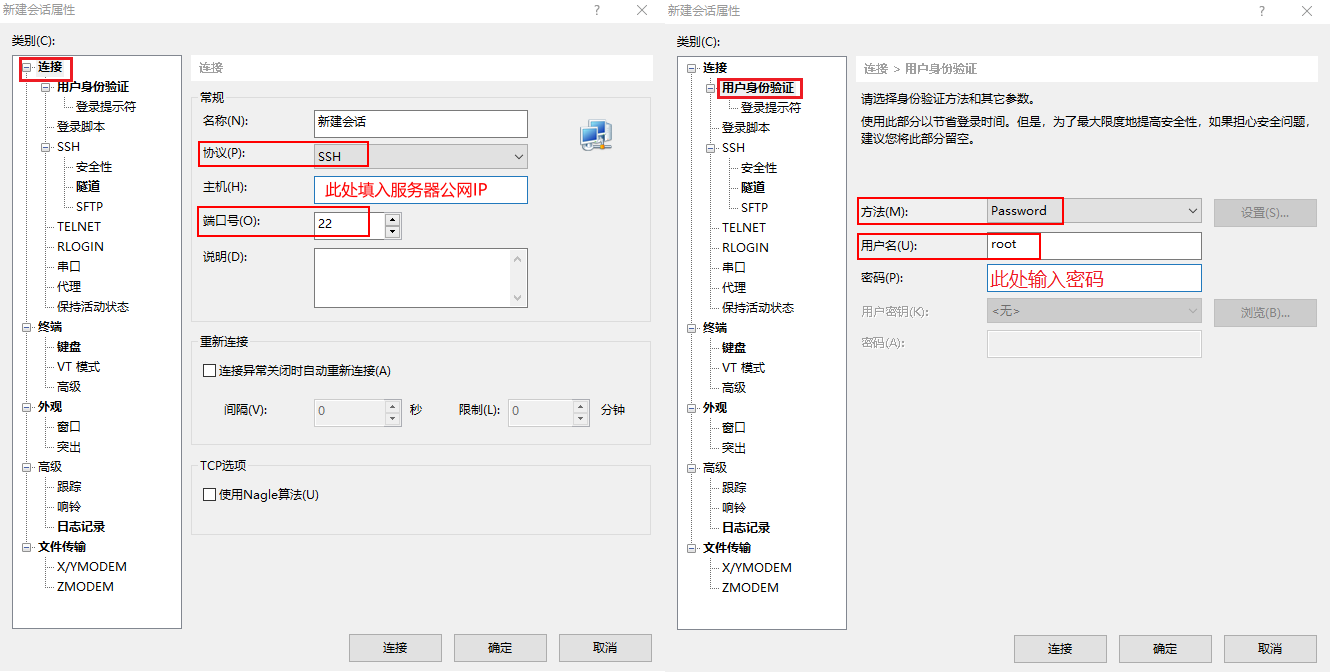 新建会话属性
?
类别(C):
连接
用户身份验证
登录提示符
登录脚本
SSH
安全性
隧道
SFTP
TELNET
RLOGIN
串口
代理
保持活动状态
终端
键盘
VT 模式
高级
外观
窗口
突出
高级
跟踪
响铃
日志记录
文件传输
X/YMODEM
ZMODEM
连接
常规
名称(N): 新建会话
协议(P): SSH
主机(H): 此处填入服务器公网IP
端口号(O): 22
说明(D):
重新连接
连接异常关闭时自动重新连接(A)
间隔(V): 0 秒 限制(L): 0 分钟
TCP选项
使用Nagle算法(U)
连接 确定 取消
新建会话属性
?
类别(C):
连接
用户身份验证
登录提示符
登录脚本
SSH
安全性
隧道
SFTP
TELNET
RLOGIN
串口
代理
保持活动状态
终端
键盘
VT 模式
高级
外观
窗口
突出
高级
跟踪
响铃
日志记录
文件传输
X/YMODEM
ZMODEM
连接 > 用户身份验证
请选择身份验证方法和其它参数。
使用此部分以节省登录时间。但是，为了最大限度地提高安全性，如果担心安全问题，
建议您将此部分留空。
方法(M): Password 设置(S)...
用户名(U): root
密码(P): 此处输入密码
用户密钥(K): <无> 浏览(B)...
密码(A):
连接 确定 取消